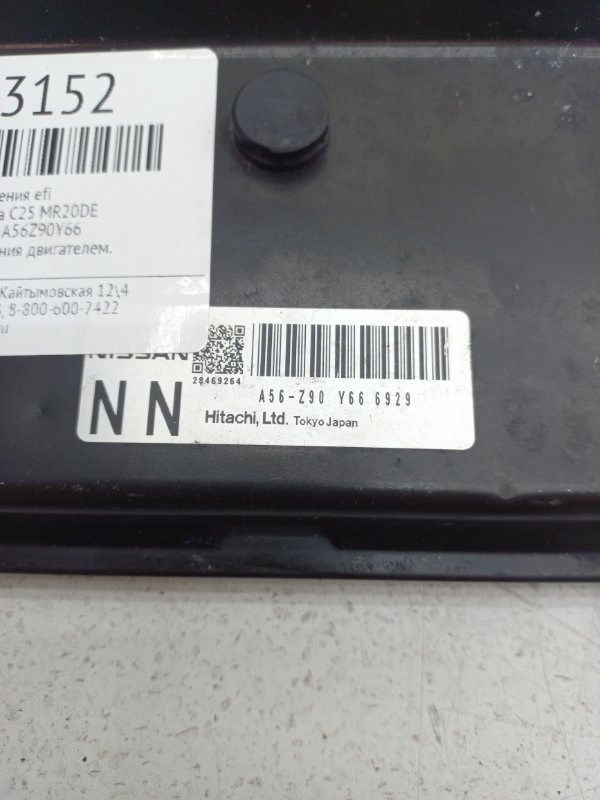 3152
ения efi
а C25 MR20DE
A56Z90Y66
ния двигателем.
Кайтымовская 12\4
8-800-600-7422
NISSAN
28469264
A56-Z90 Y66 6929
NN
Hitachi, Ltd. Tokyo Japan